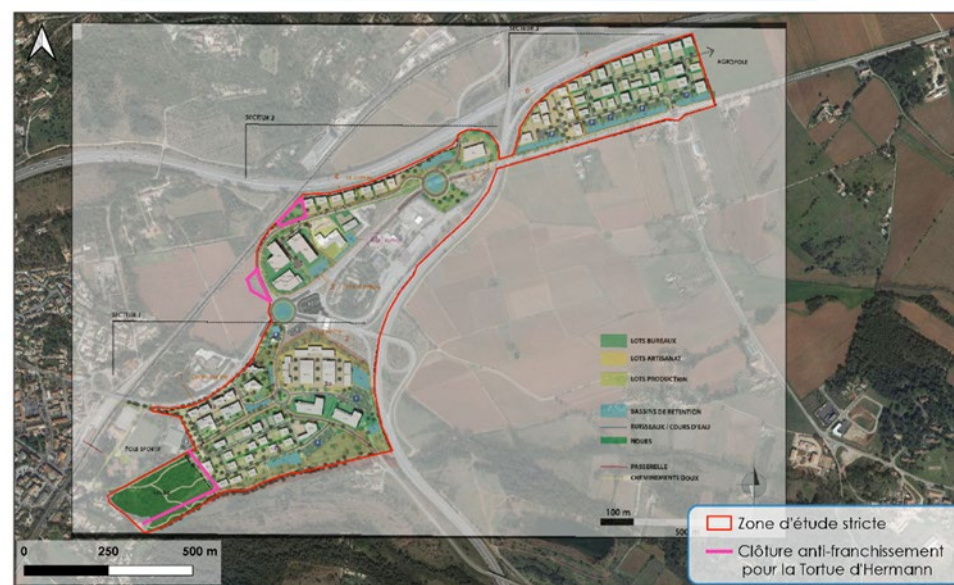 SECTEUR 3
AGROPOLE
SECTEUR 2
SECTEUR 1
POLE SPORTIF
LOTS BUREAUX
LOTS ARTISANAT
LOTS PRODUCTION
BASSINS DE RETENTION
RUISSEAUX / COURS D'EAU
NOUES
PASSERELLE
CHEMINEMENTS DOUX
100 m
500 m
0 250 500 m
Zone d'étude stricte
Clôture anti-franchissement
pour la Tortue d'Hermann